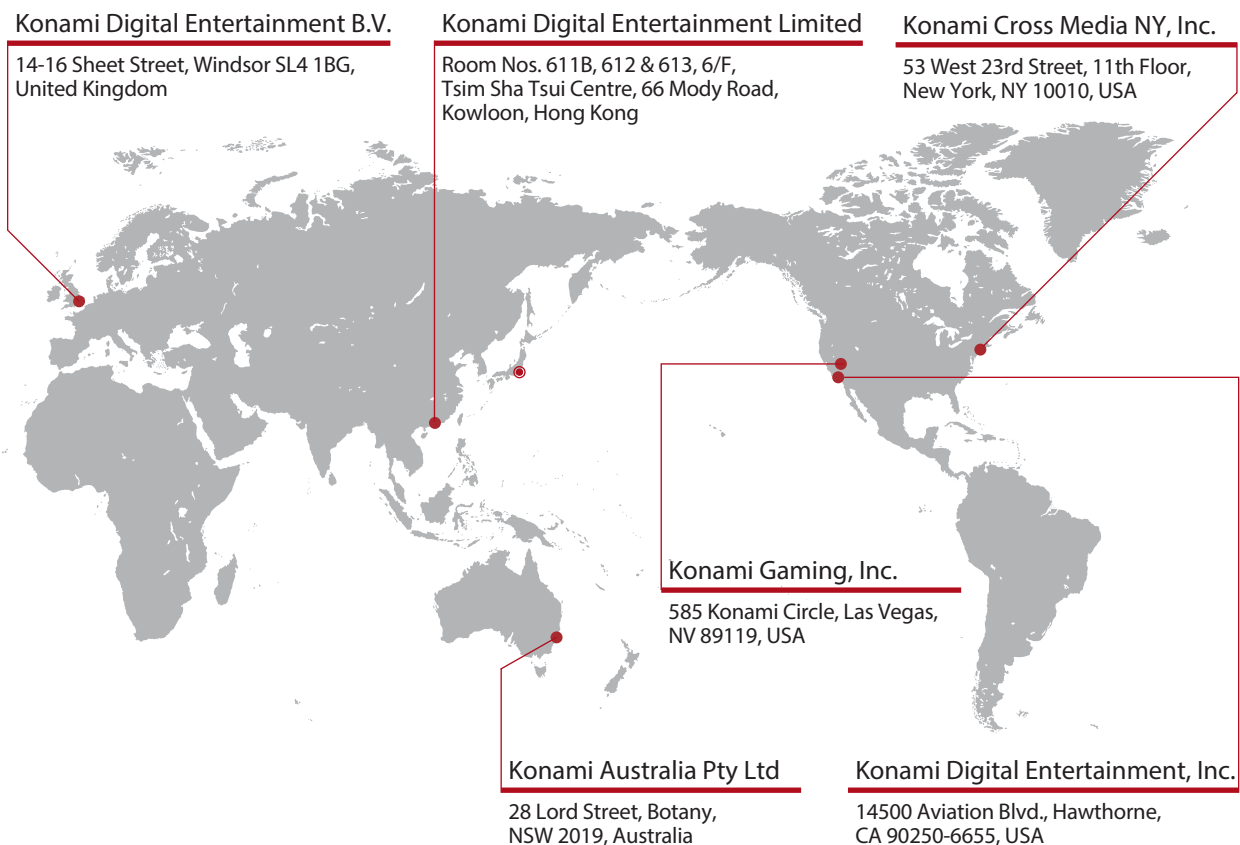 Konami Digital Entertainment B.V.
14-16 Sheet Street, Windsor SL4 1BG,
United Kingdom
Konami Digital Entertainment Limited
Room Nos. 611B, 612 & 613, 6/F,
Tsim Sha Tsui Centre, 66 Mody Road,
Kowloon, Hong Kong
Konami Cross Media NY, Inc.
53 West 23rd Street, 11th Floor,
New York, NY 10010, USA
Konami Gaming, Inc.
585 Konami Circle, Las Vegas,
NV 89119, USA
Konami Australia Pty Ltd
28 Lord Street, Botany,
NSW 2019, Australia
Konami Digital Entertainment, Inc.
14500 Aviation Blvd., Hawthorne,
CA 90250-6655, USA